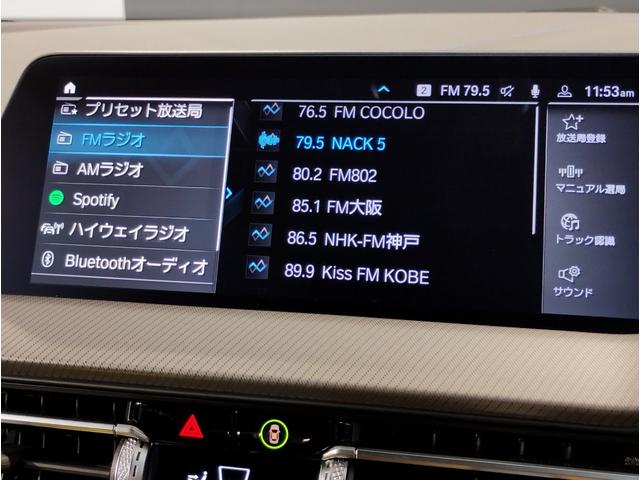 2 FM 79.5 11:53am
プリセット放送局
FMラジオ
AMラジオ
Spotify
ハイウェイラジオ
Bluetoothオーディオ
76.5 FM COCOLO
79.5 NACK 5
80.2 FM802
85.1 FM大阪
86.5 NHK-FM神戸
89.9 Kiss FM KOBE
放送局登録
マニュアル選局
トラック認識
サウンド